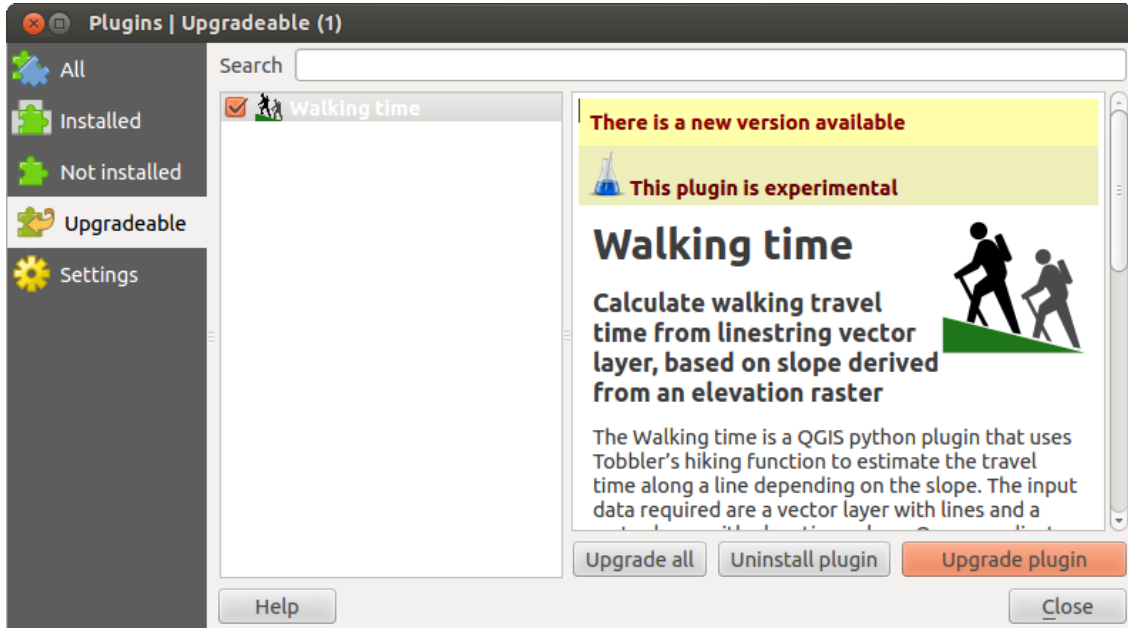 Plugins | Upgradeable (1)
All
Installed
Not installed
Upgradeable
Settings
Search
Walking time
There is a new version available
This plugin is experimental
Walking time
Calculate walking travel
time from linestring vector
layer, based on slope derived
from an elevation raster
The Walking time is a QGIS python plugin that uses
Tobbler's hiking function to estimate the travel
time along a line depending on the slope. The input
data required are a vector layer with lines and a
Upgrade all
Uninstall plugin
Upgrade plugin
Help
Close